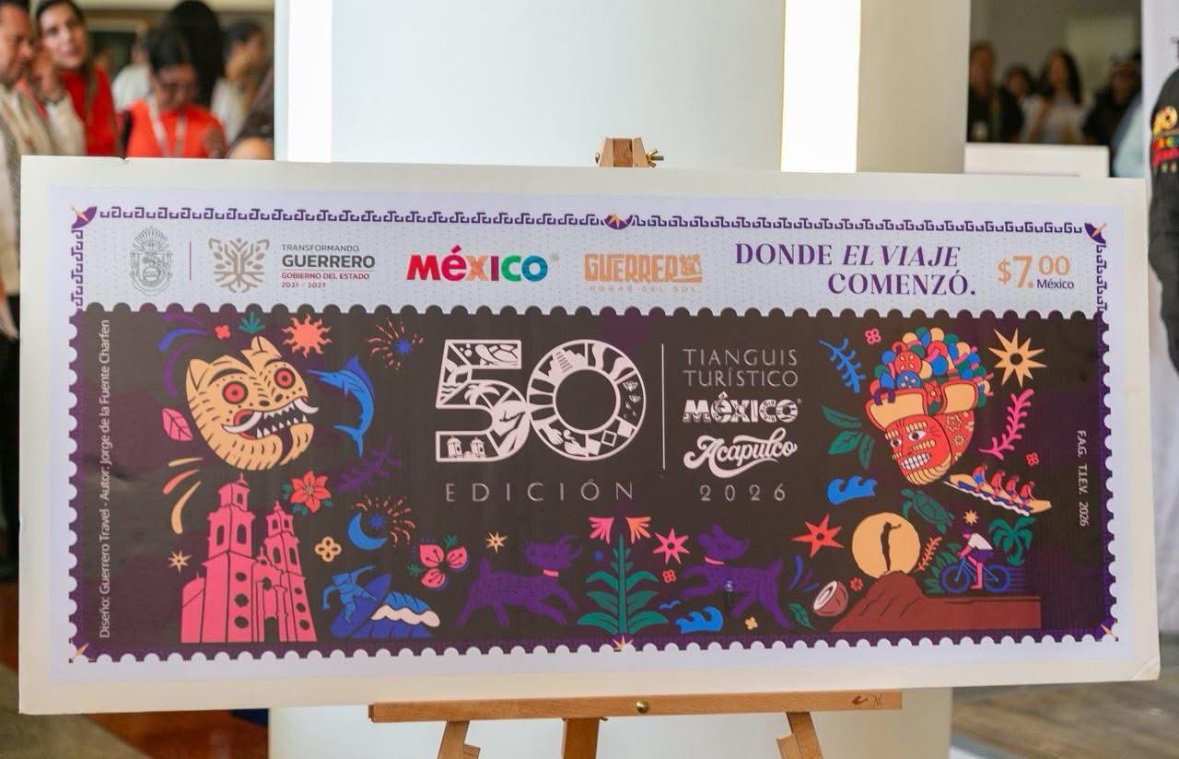 TRANSFORMANDO
GUERRERO
GOBIERNO DEL ESTADO
2021 - 2027
MÉXICO
GUERRERO
HOGAR DEL SOL
DONDE EL VIAJE
COMENZÓ.
$7.00
México
Diseño: Guerrero Travel - Autor: Jorge de la Fuente Charfen
50
EDICIÓN
TIANGUIS
TURÍSTICO
MÉXICO
Acapulco
2026
FAG. T.I.E.V. 2026